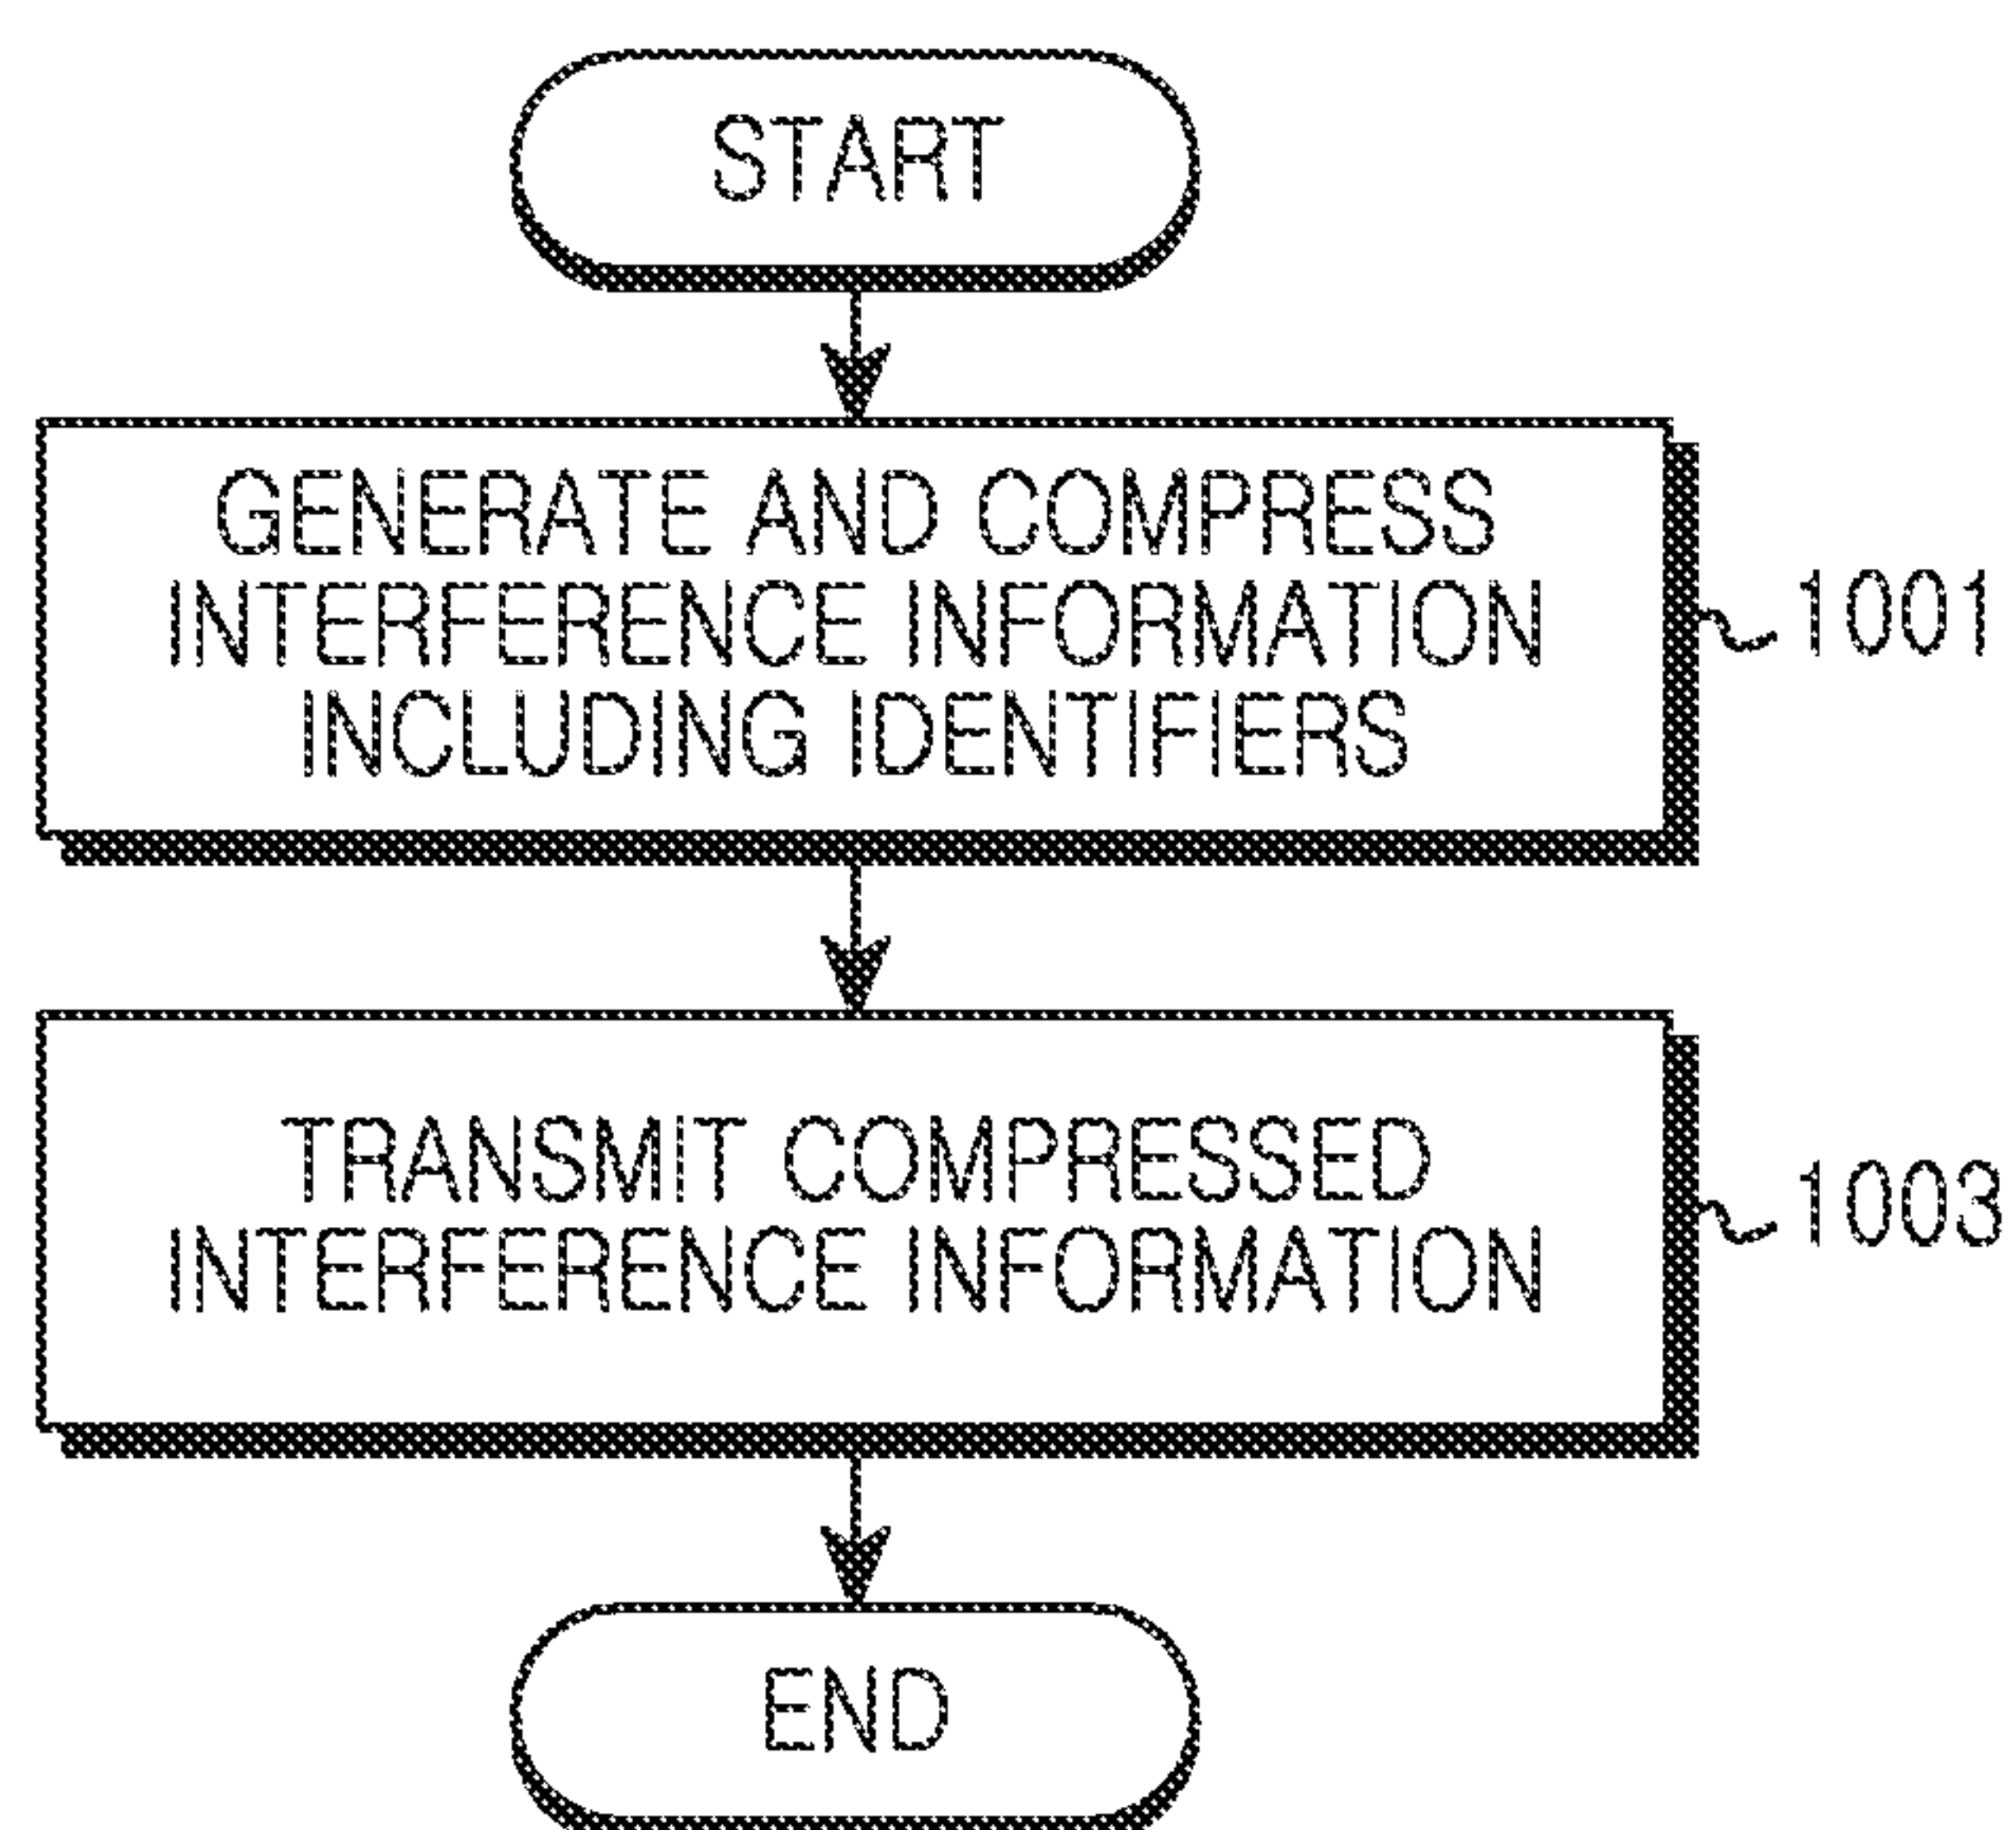 START
GENERATE AND COMPRESS
INTERFERENCE INFORMATION
INCLUDING IDENTIFIERS
1001
TRANSMIT COMPRESSED
INTERFERENCE INFORMATION
1003
END